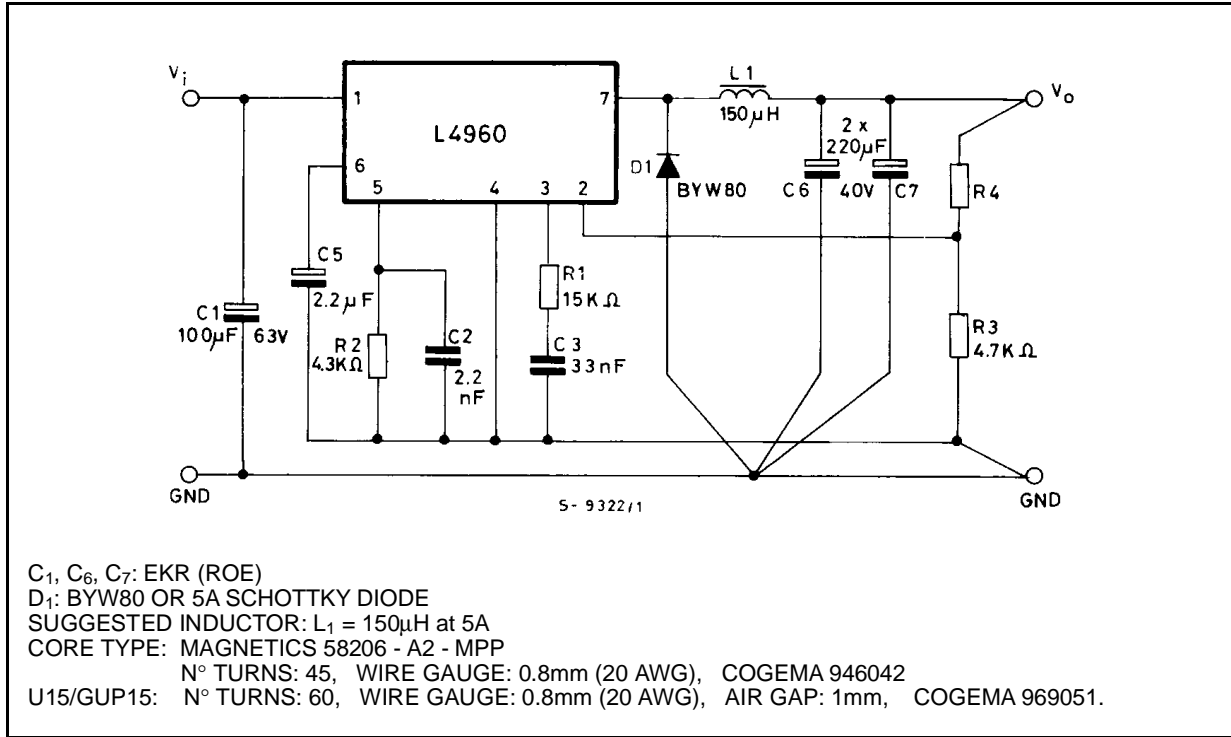 Vi
1
7
L1
150µH
Vo
L4960
6
5
4
3
2
2 x
220µF
D1
BYW80
C6
40V
C7
R4
C5
2.2µF
R1
15KΩ
C1
100µF
63V
R2
4.3KΩ
C2
2.2
nF
C3
33nF
R3
4.7KΩ
GND
GND
S- 9322/1
C1, C6, C7: EKR (ROE)
D1: BYW80 OR 5A SCHOTTKY DIODE
SUGGESTED INDUCTOR: L1 = 150µH at 5A
CORE TYPE: MAGNETICS 58206 - A2 - MPP
N° TURNS: 45, WIRE GAUGE: 0.8mm (20 AWG), COGEMA 946042
U15/GUP15: N° TURNS: 60, WIRE GAUGE: 0.8mm (20 AWG), AIR GAP: 1mm, COGEMA 969051.